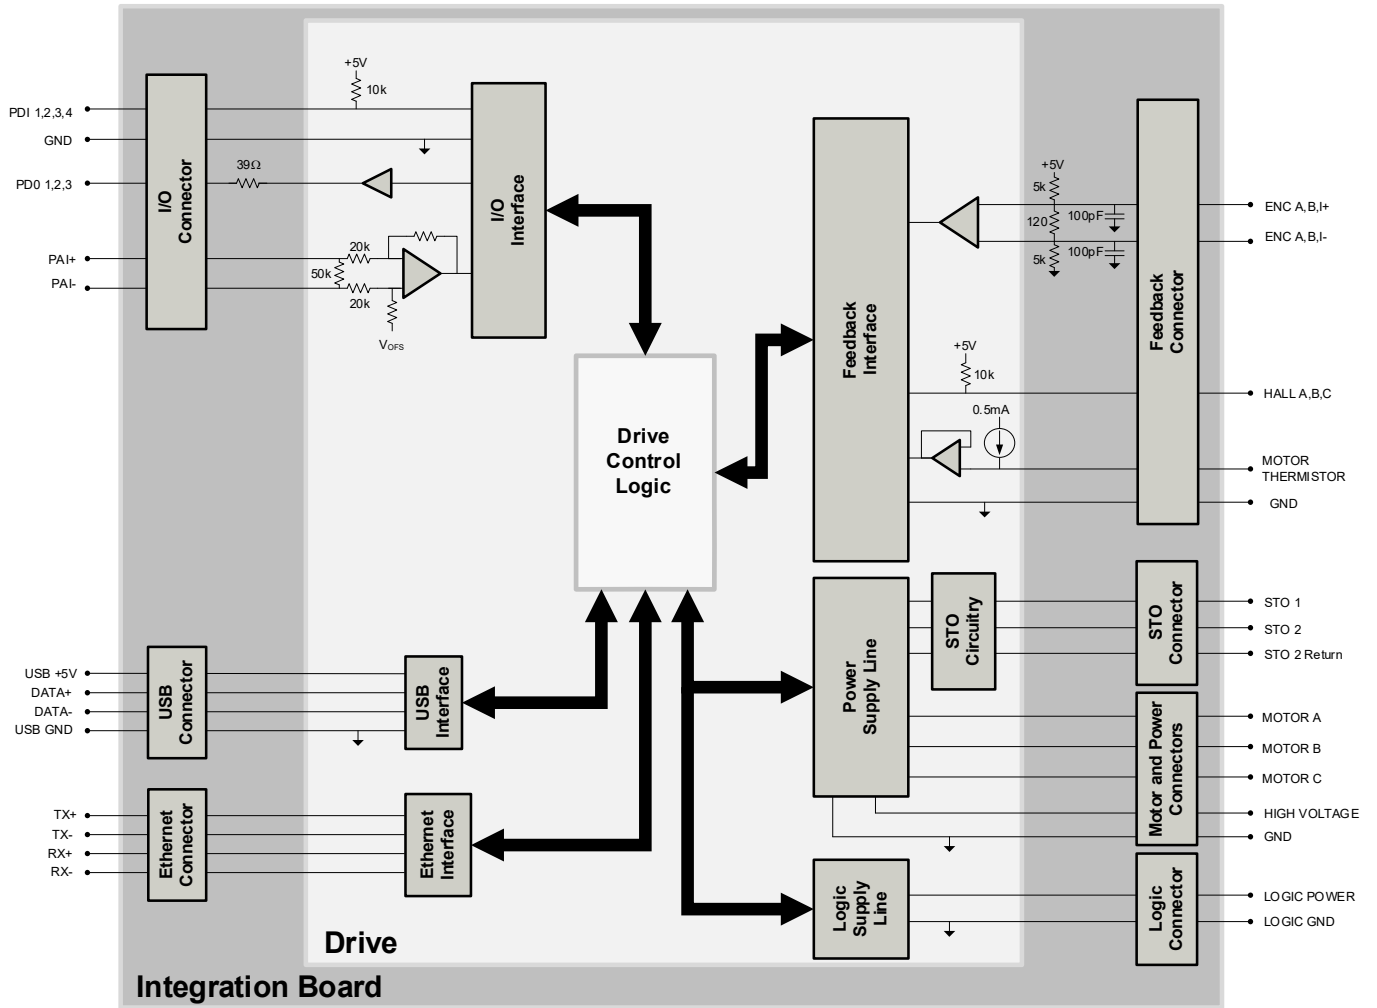 PDI 1,2,3,4
GND
PD0 1,2,3
PAI+
PAI-
I/O
Connector
+5V
10k
39Ω
20k
50k
20k
VOFS
I/O
Interface
Drive
Control
Logic
Feedback
Interface
+5V
5k
120
5k
100pF
100pF
+5V
10k
0.5mA
Feedback
Connector
ENC A,B,I+
ENC A,B,I-
HALL A,B,C
MOTOR
THERMISTOR
GND
USB +5V
DATA+
DATA-
USB GND
USB
Connector
USB
Interface
TX+
TX-
RX+
RX-
Ethernet
Connector
Ethernet
Interface
Power
Supply Line
STO
Circuitry
STO
Connector
STO 1
STO 2
STO 2 Return
Motor and Power
Connectors
MOTOR A
MOTOR B
MOTOR C
HIGH VOLTAGE
GND
Logic
Supply
Line
Logic
Connector
LOGIC POWER
LOGIC GND
Drive
Integration Board